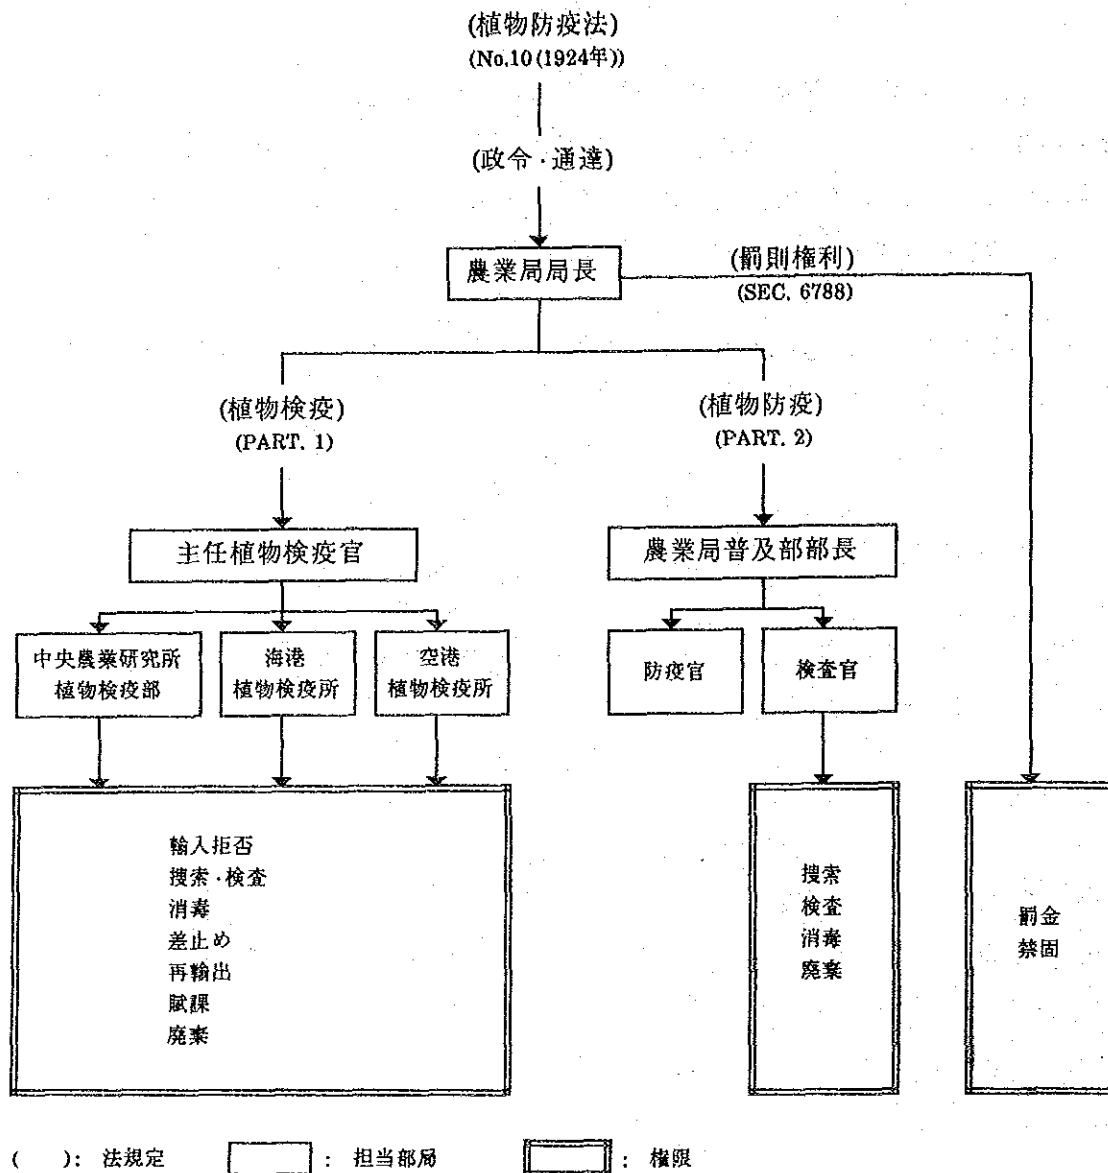 (植物防疫法)
(No.10(1924年))
(政令・通達)
農業局局長
(罰則権利)
(SEC. 6788)
(植物検疫)
(PART. 1)
(植物防疫)
(PART. 2)
主任植物検疫官
農業局普及部部長
中央農業研究所
植物検疫部
海港
植物検疫所
空港
植物検疫所
防疫官
検査官
輸入拒否
捜索・検査
消毒
差止め
再輸出
賦課
廃棄
捜索
検査
消毒
廃棄
罰金
禁固
( ): 法規定
: 担当部局
: 権限